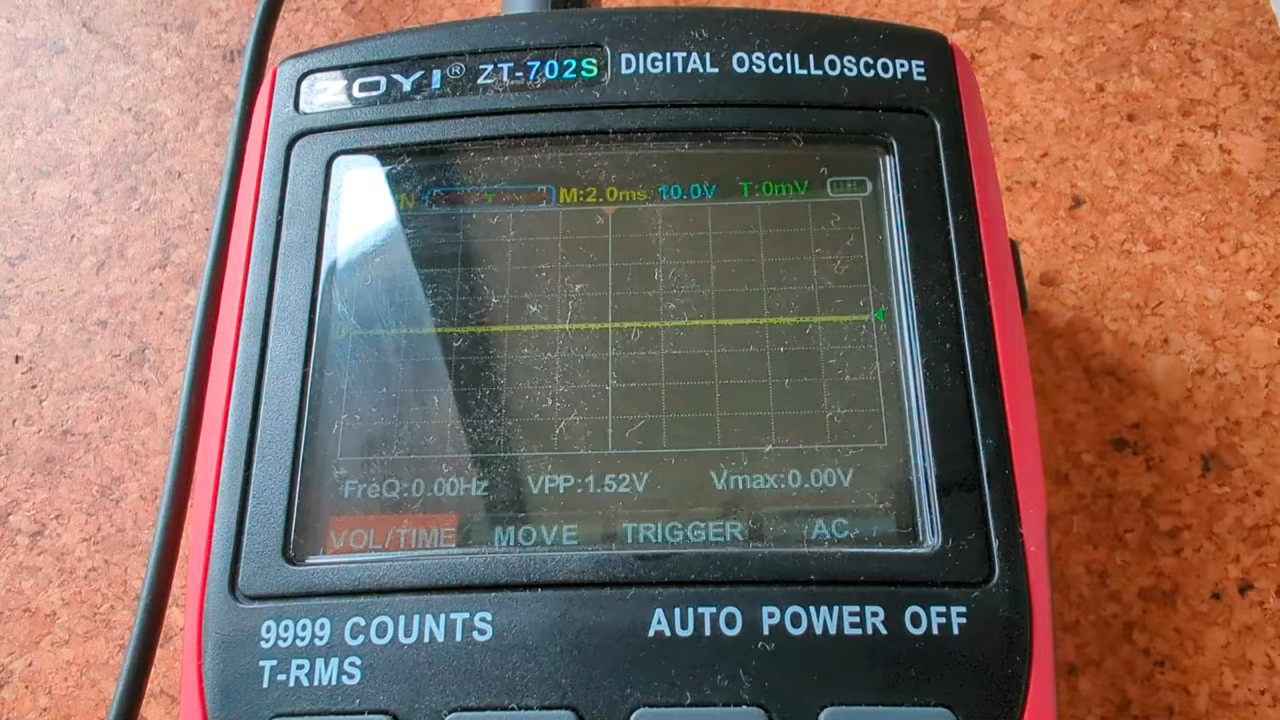 ZOYI® ZT-702S DIGITAL OSCILLOSCOPE
M:2.0ms 10.0V T:0mV
FreQ:0.00Hz VPP:1.52V Vmax:0.00V
VOL/TIME MOVE TRIGGER AC
9999 COUNTS AUTO POWER OFF
T-RMS